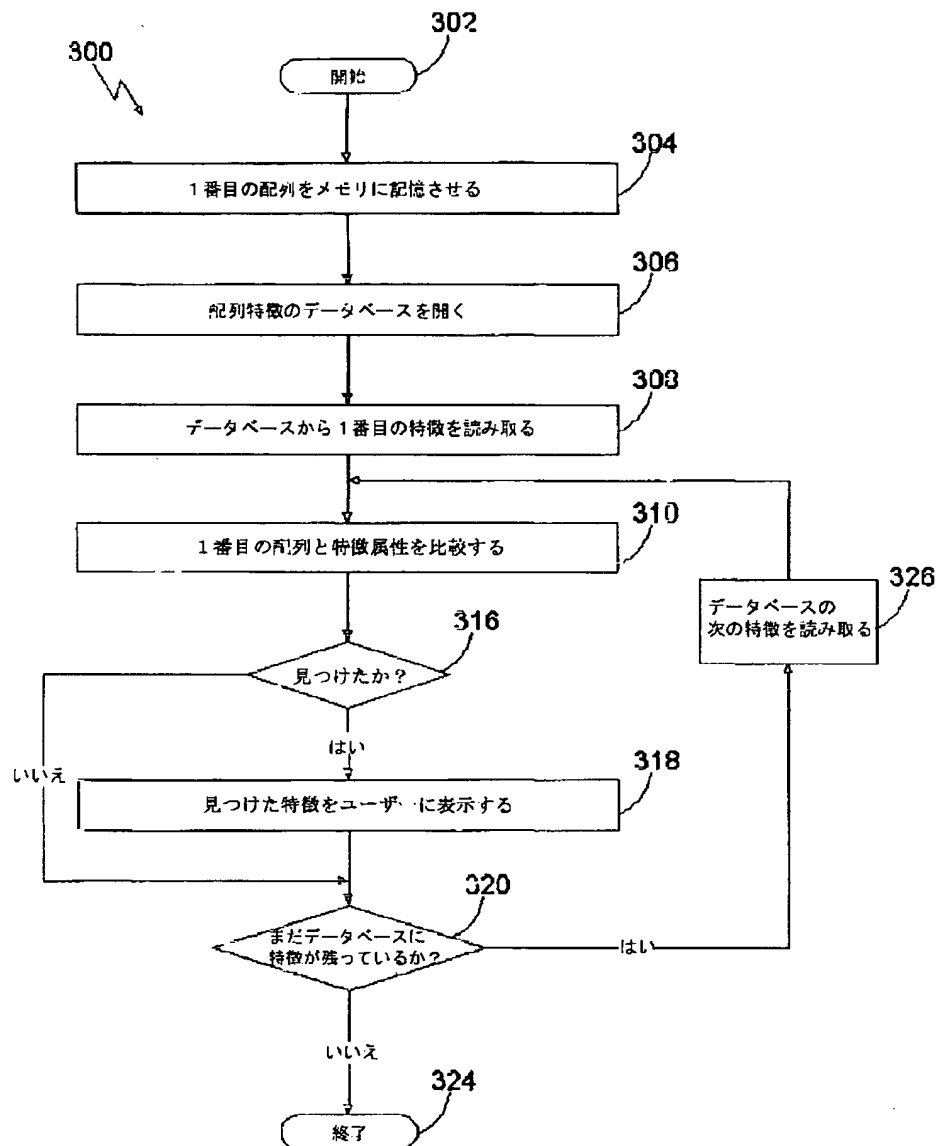 302
300
開始
304
1番目の配列をメモリに記憶させる
306
配列特徴のデータベースを開く
308
データベースから1番目の特徴を読み取る
310
1番目の配列と特徴属性を比較する
326
データベースの
次の特徴を読み取る
316
見つけたか?
はい
いいえ
318
見つけた特徴をユーザーに表示する
320
まだデータベースに
特徴が残っているか?
はい
いいえ
324
終了